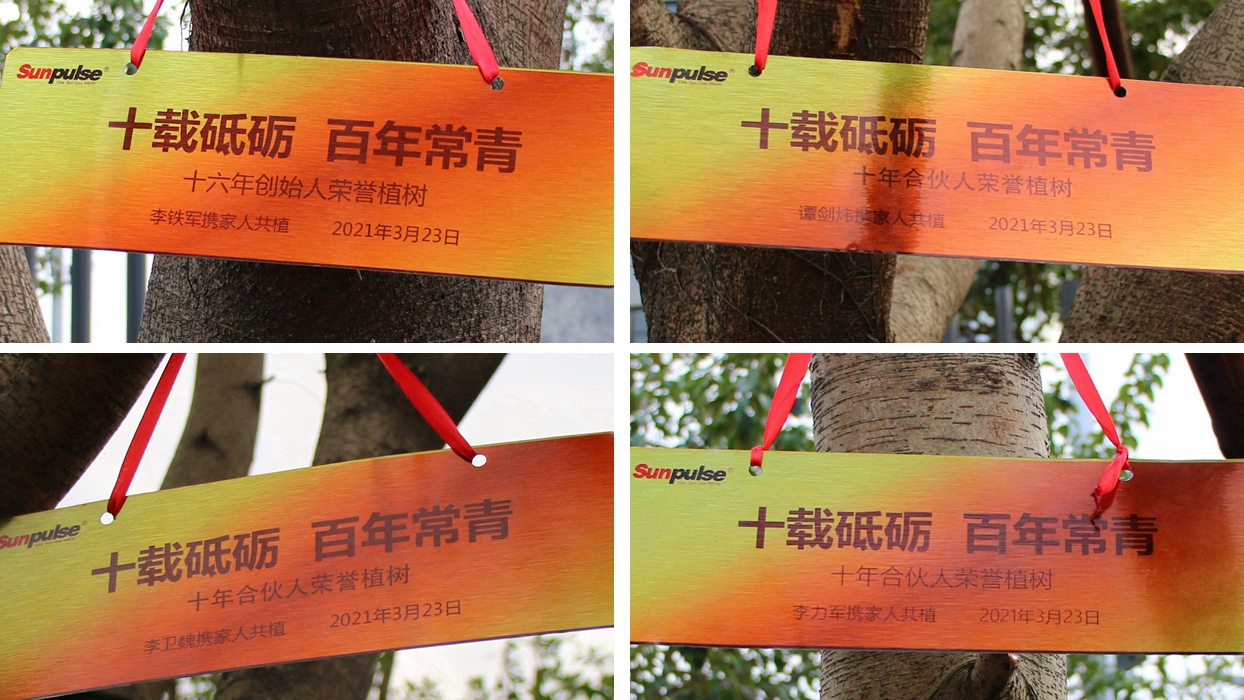 Sunpulse
十载砥砺 百年常青
十六年创始人荣誉植树
李铁军携家人共植 2021年3月23日
Sunpulse
十载砥砺 百年常青
十年合伙人荣誉植树
谭剑炜携家人共植 2021年3月23日
Sunpulse
十载砥砺 百年常青
十年合伙人荣誉植树
李卫魏携家人共植 2021年3月23日
Sunpulse
十载砥砺 百年常青
十年合伙人荣誉植树
李力军携家人共植 2021年3月23日